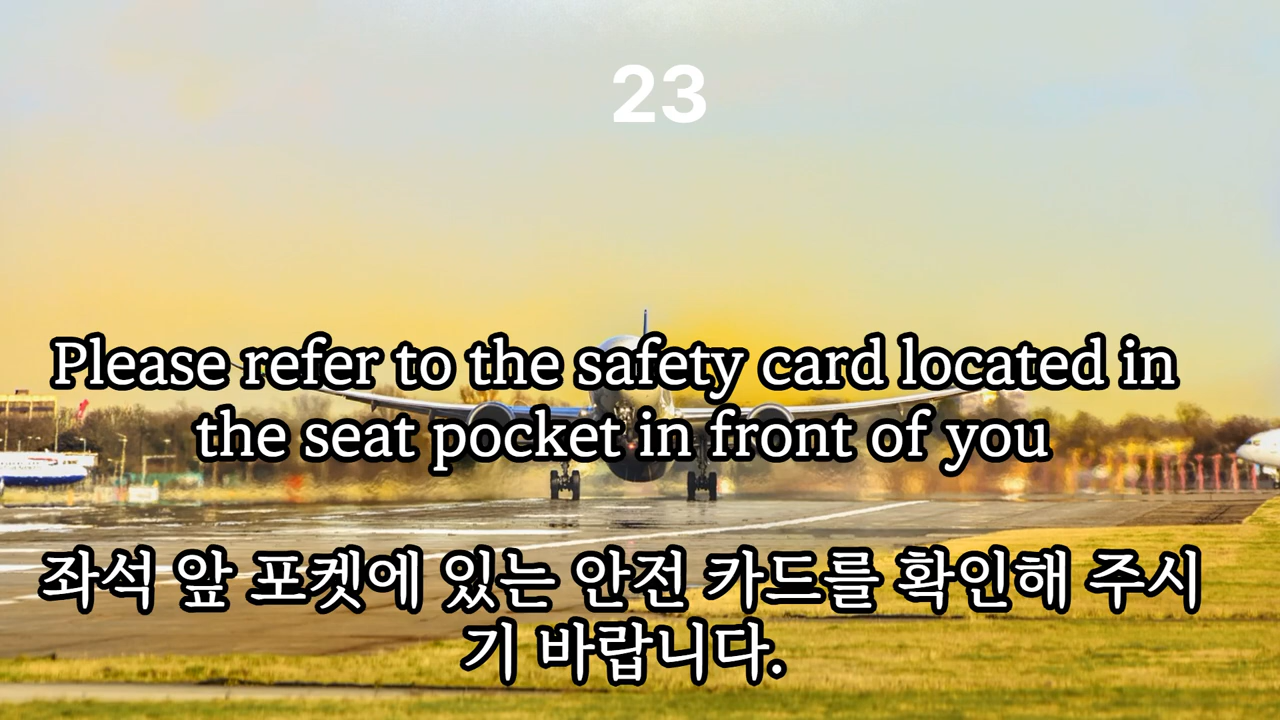 23
Please refer to the safety card located in
the seat pocket in front of you
좌석 앞 포켓에 있는 안전 카드를 확인해 주시
기 바랍니다.